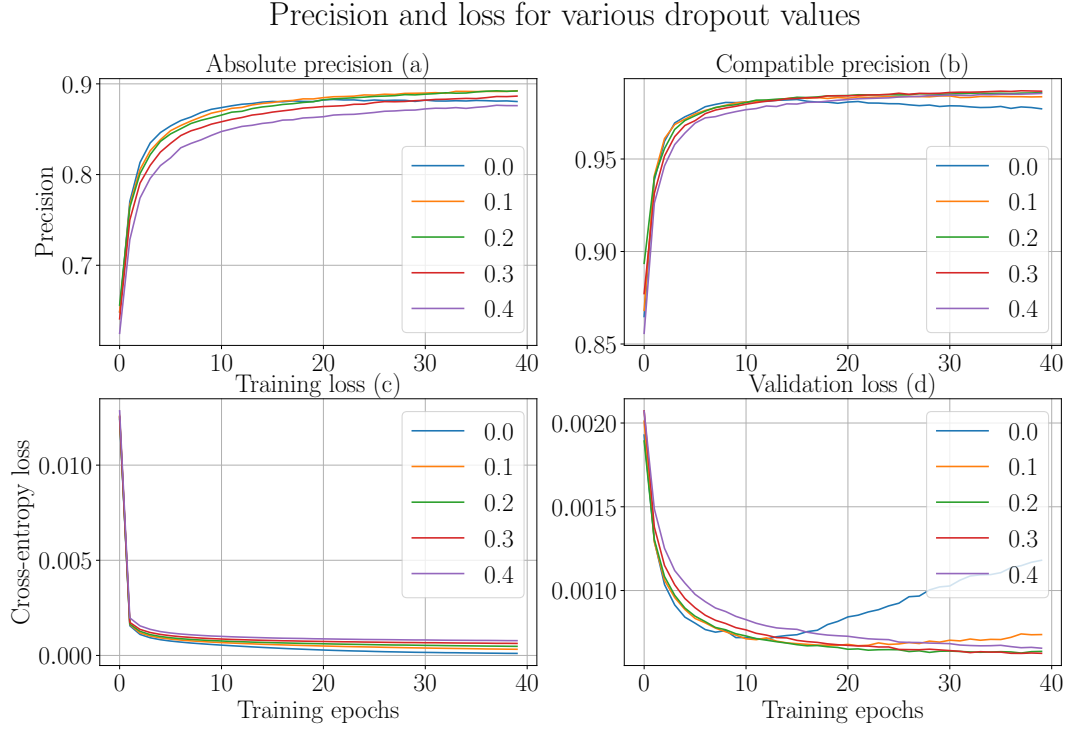 Precision and loss for various dropout values
Absolute precision (a)
Precision
0.9
0.8
0.7
0 10 20 30 40
0.0
0.1
0.2
0.3
0.4
Compatible precision (b)
0.95
0.90
0.85
0 10 20 30 40
0.0
0.1
0.2
0.3
0.4
Training loss (c)
Cross-entropy loss
0.010
0.005
0.000
0 10 20 30 40
Training epochs
0.0
0.1
0.2
0.3
0.4
Validation loss (d)
0.0020
0.0015
0.0010
0 10 20 30 40
Training epochs
0.0
0.1
0.2
0.3
0.4